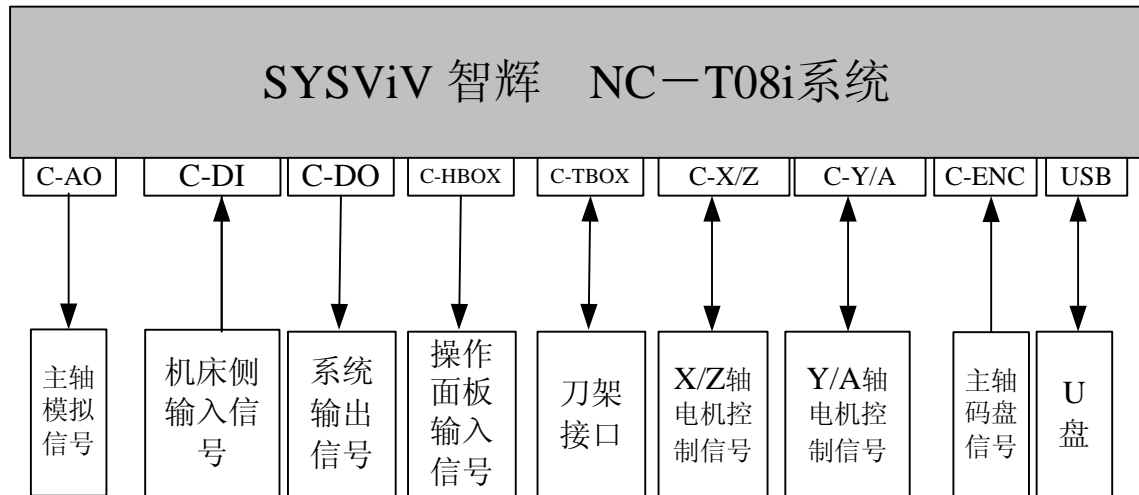 SYSViV 智辉 NC－T08i系统
C-AO
C-DI
C-DO
C-HBOX
C-TBOX
C-X/Z
C-Y/A
C-ENC
USB
主轴
模拟
信号
机床侧
输入信
号
系统
输出
信号
操作
面板
输入
信号
刀架
接口
X/Z轴
电机控
制信号
Y/A轴
电机控
制信号
主轴
码盘
信号
U
盘